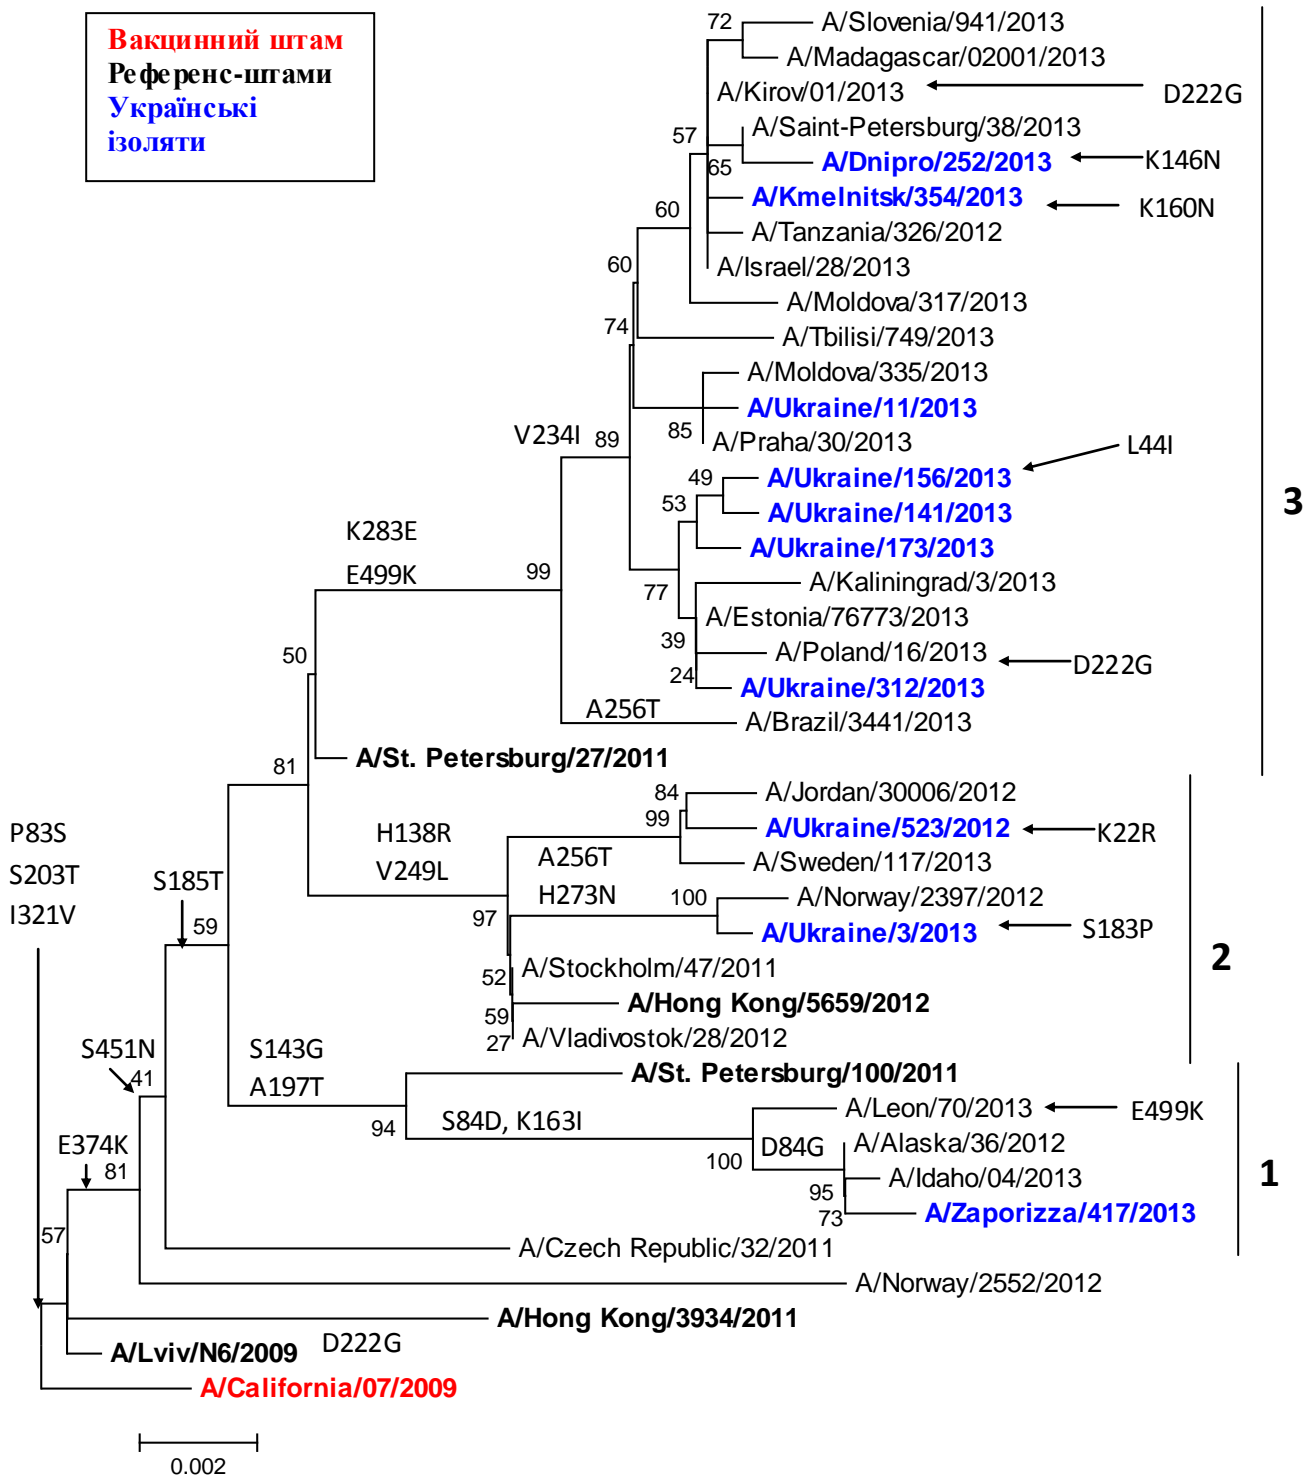 Вакцинний штам
Референс-штами
Українські
ізоляти
72
A/Slovenia/941/2013
A/Madagascar/02001/2013
A/Kirov/01/2013
D222G
57
A/Saint-Petersburg/38/2013
65
A/Dnipro/252/2013
K146N
A/Kmelnitsk/354/2013
K160N
60
A/Tanzania/326/2012
60
A/Israel/28/2013
A/Moldova/317/2013
74
A/Tbilisi/749/2013
A/Moldova/335/2013
A/Ukraine/11/2013
V234I
89
85
A/Praha/30/2013
L44I
49
A/Ukraine/156/2013
53
A/Ukraine/141/2013
3
K283E
A/Ukraine/173/2013
E499K
99
77
A/Kaliningrad/3/2013
A/Estonia/76773/2013
39
A/Poland/16/2013
D222G
50
24
A/Ukraine/312/2013
A256T
A/Brazil/3441/2013
A/St. Petersburg/27/2011
81
84
A/Jordan/30006/2012
P83S
H138R
99
A/Ukraine/523/2012
K22R
S203T
V249L
A256T
A/Sweden/117/2013
I321V
S185T
H273N
100
A/Norway/2397/2012
59
97
A/Ukraine/3/2013
S183P
2
52
A/Stockholm/47/2011
59
A/Hong Kong/5659/2012
27
A/Vladivostok/28/2012
S451N
S143G
41
A197T
A/St. Petersburg/100/2011
94
S84D, K163I
A/Leon/70/2013
E499K
E374K
81
100
D84G
A/Alaska/36/2012
1
95
A/Idaho/04/2013
73
A/Zaporizza/417/2013
57
A/Czech Republic/32/2011
A/Norway/2552/2012
A/Hong Kong/3934/2011
A/Lviv/N6/2009
D222G
A/California/07/2009
0.002